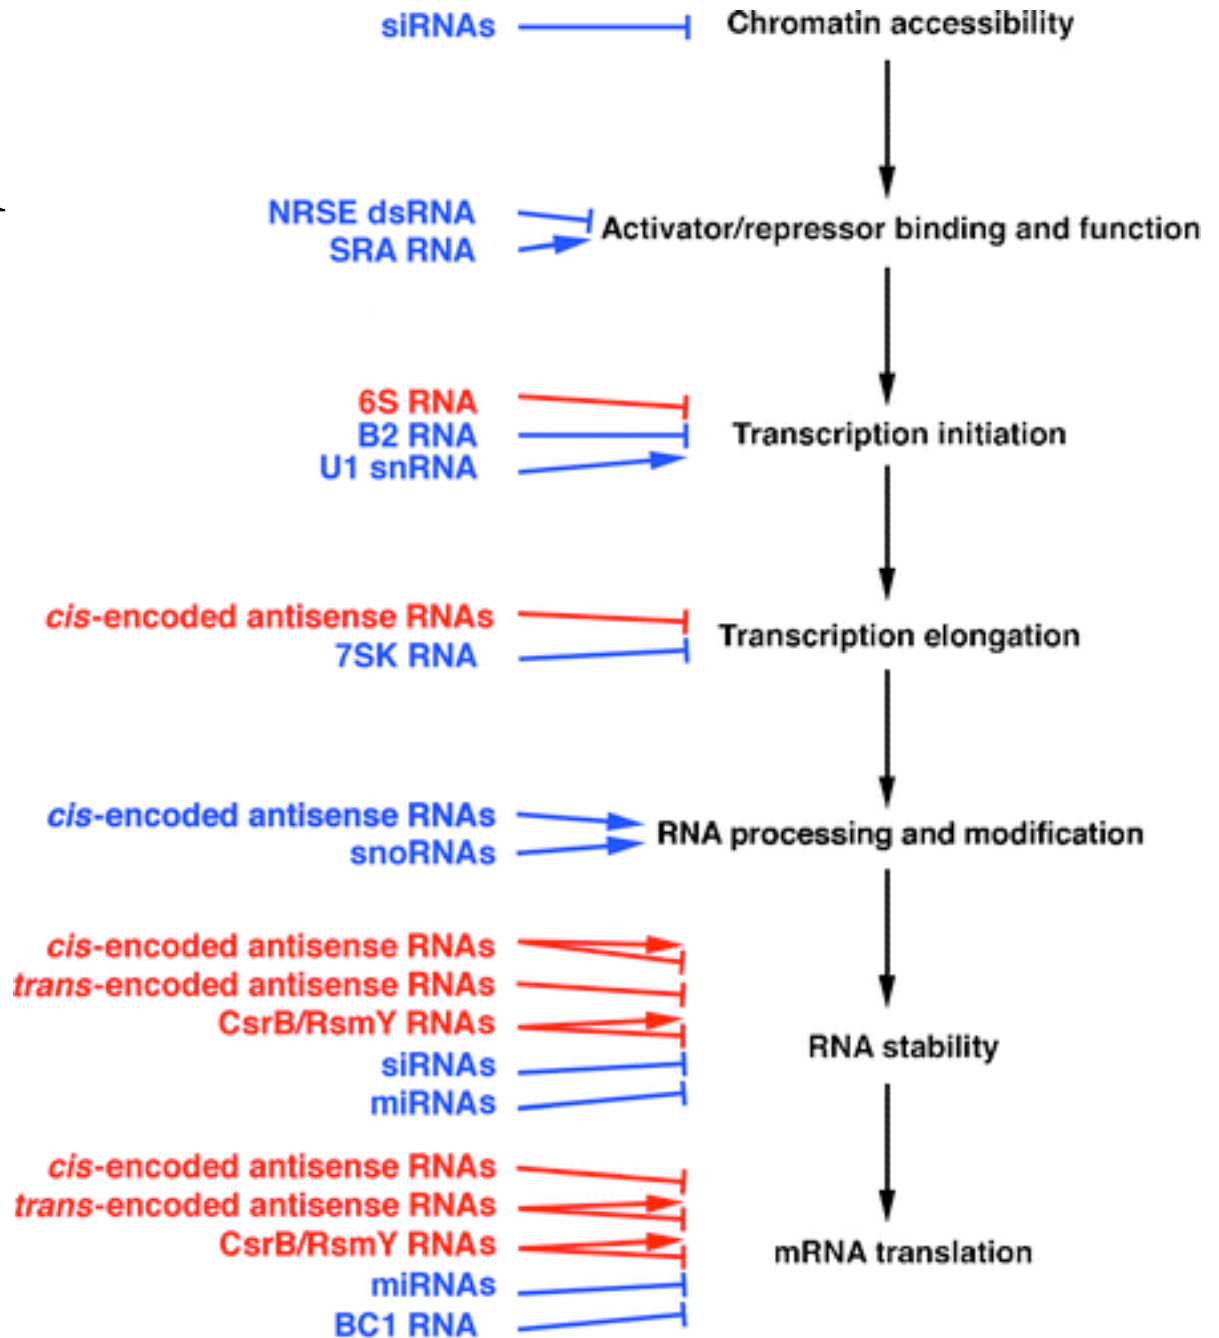 siRNAs
Chromatin accessibility
NRSE dsRNA
SRA RNA
Activator/repressor binding and function
6S RNA
B2 RNA
U1 snRNA
Transcription initiation
cis-encoded antisense RNAs
7SK RNA
Transcription elongation
cis-encoded antisense RNAs
snoRNAs
RNA processing and modification
cis-encoded antisense RNAs
trans-encoded antisense RNAs
CsrB/RsmY RNAs
siRNAs
miRNAs
RNA stability
cis-encoded antisense RNAs
trans-encoded antisense RNAs
CsrB/RsmY RNAs
miRNAs
BC1 RNA
mRNA translation